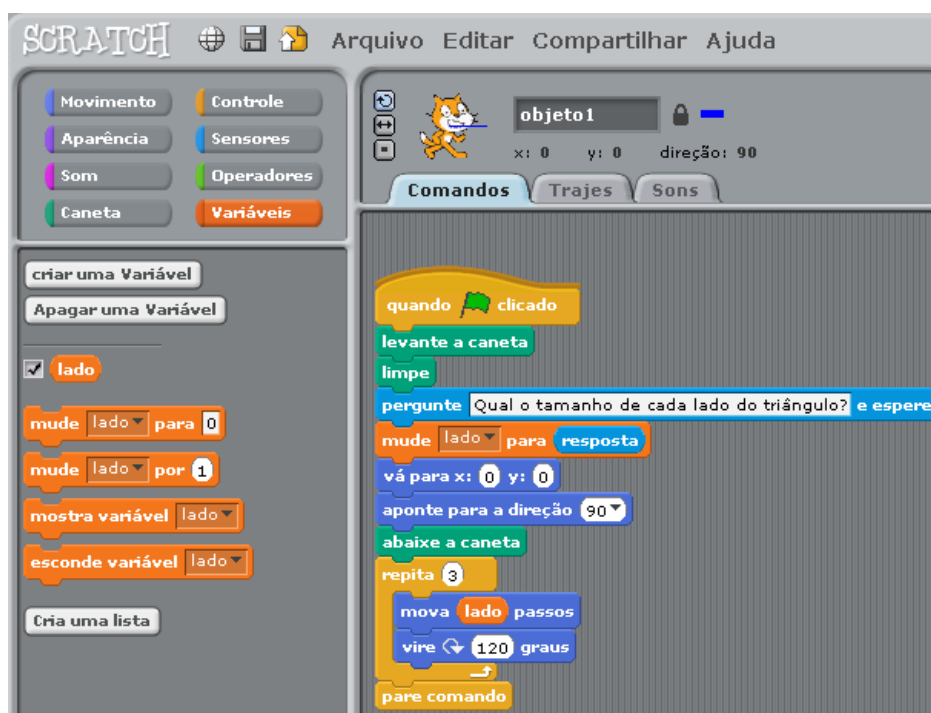 SCRATCH Arquivo Editar Compartilhar Ajuda
Movimento Controle
Aparência Sensores
Som Operadores
Caneta Variáveis
objeto1
x: 0 y: 0 direção: 90
Comandos Trajes Sons
criar uma Variável
Apagar uma Variável
lado
mude lado para 0
mude lado por 1
mostra variável lado
esconde variável lado
Cria uma lista
quando clicado
levante a caneta
limpe
pergunte Qual o tamanho de cada lado do triângulo? e espere
mude lado para resposta
vá para x: 0 y: 0
aponte para a direção 90
abaixe a caneta
repita 3
mova lado passos
vire 120 graus
pare comando